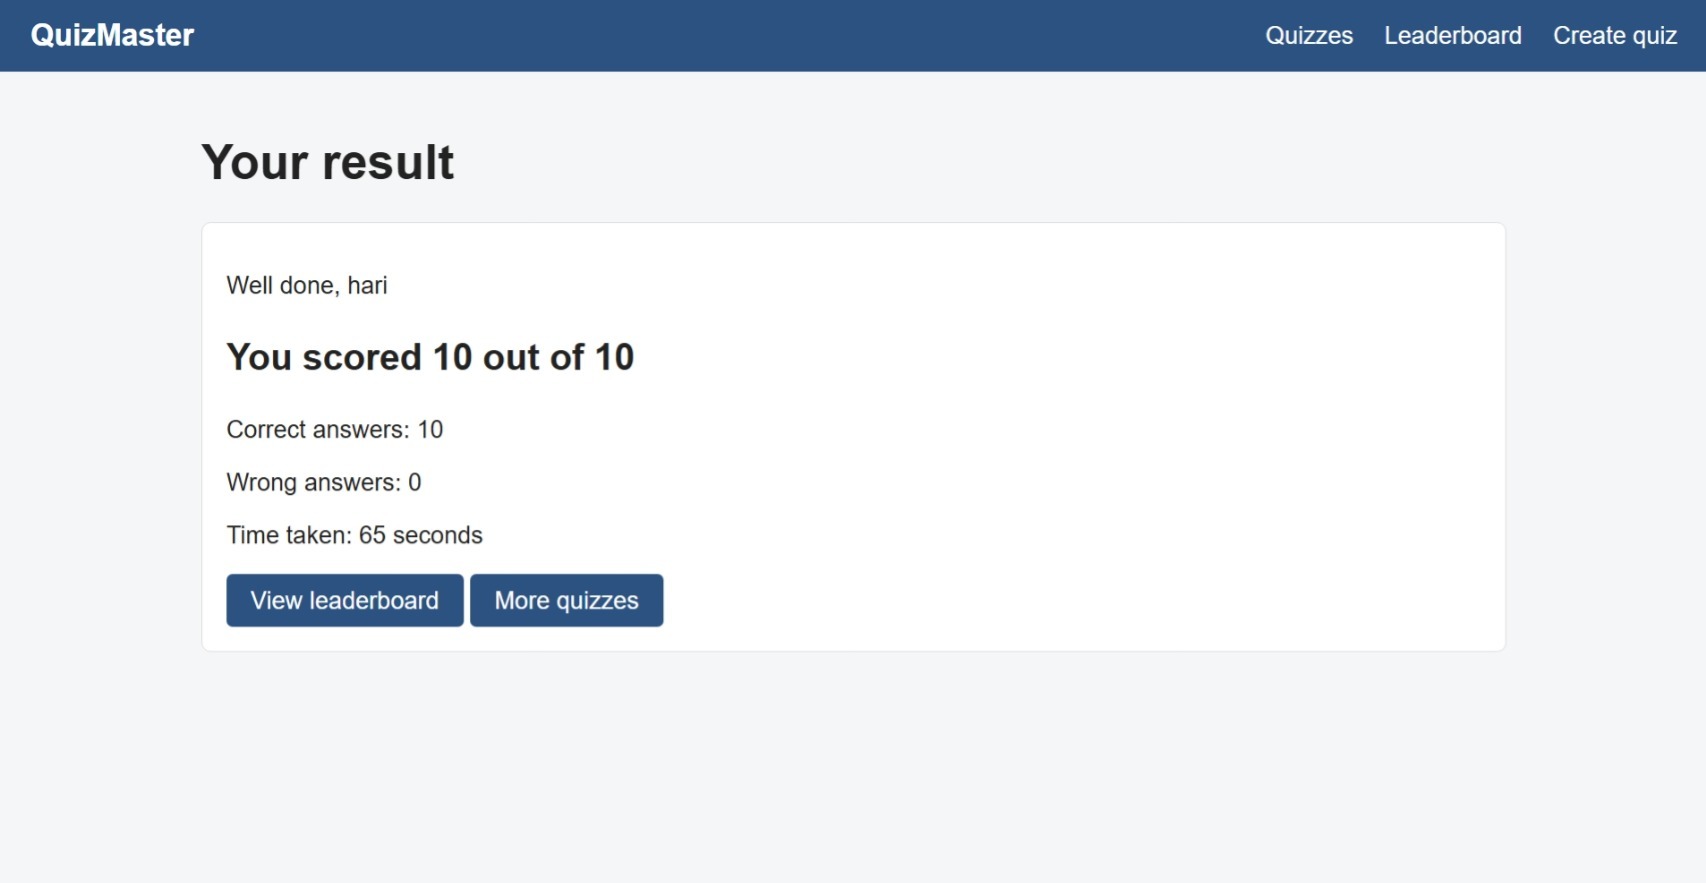 QuizMaster
Quizzes Leaderboard Create quiz
Your result
Well done, hari
You scored 10 out of 10
Correct answers: 10
Wrong answers: 0
Time taken: 65 seconds
View leaderboard More quizzes